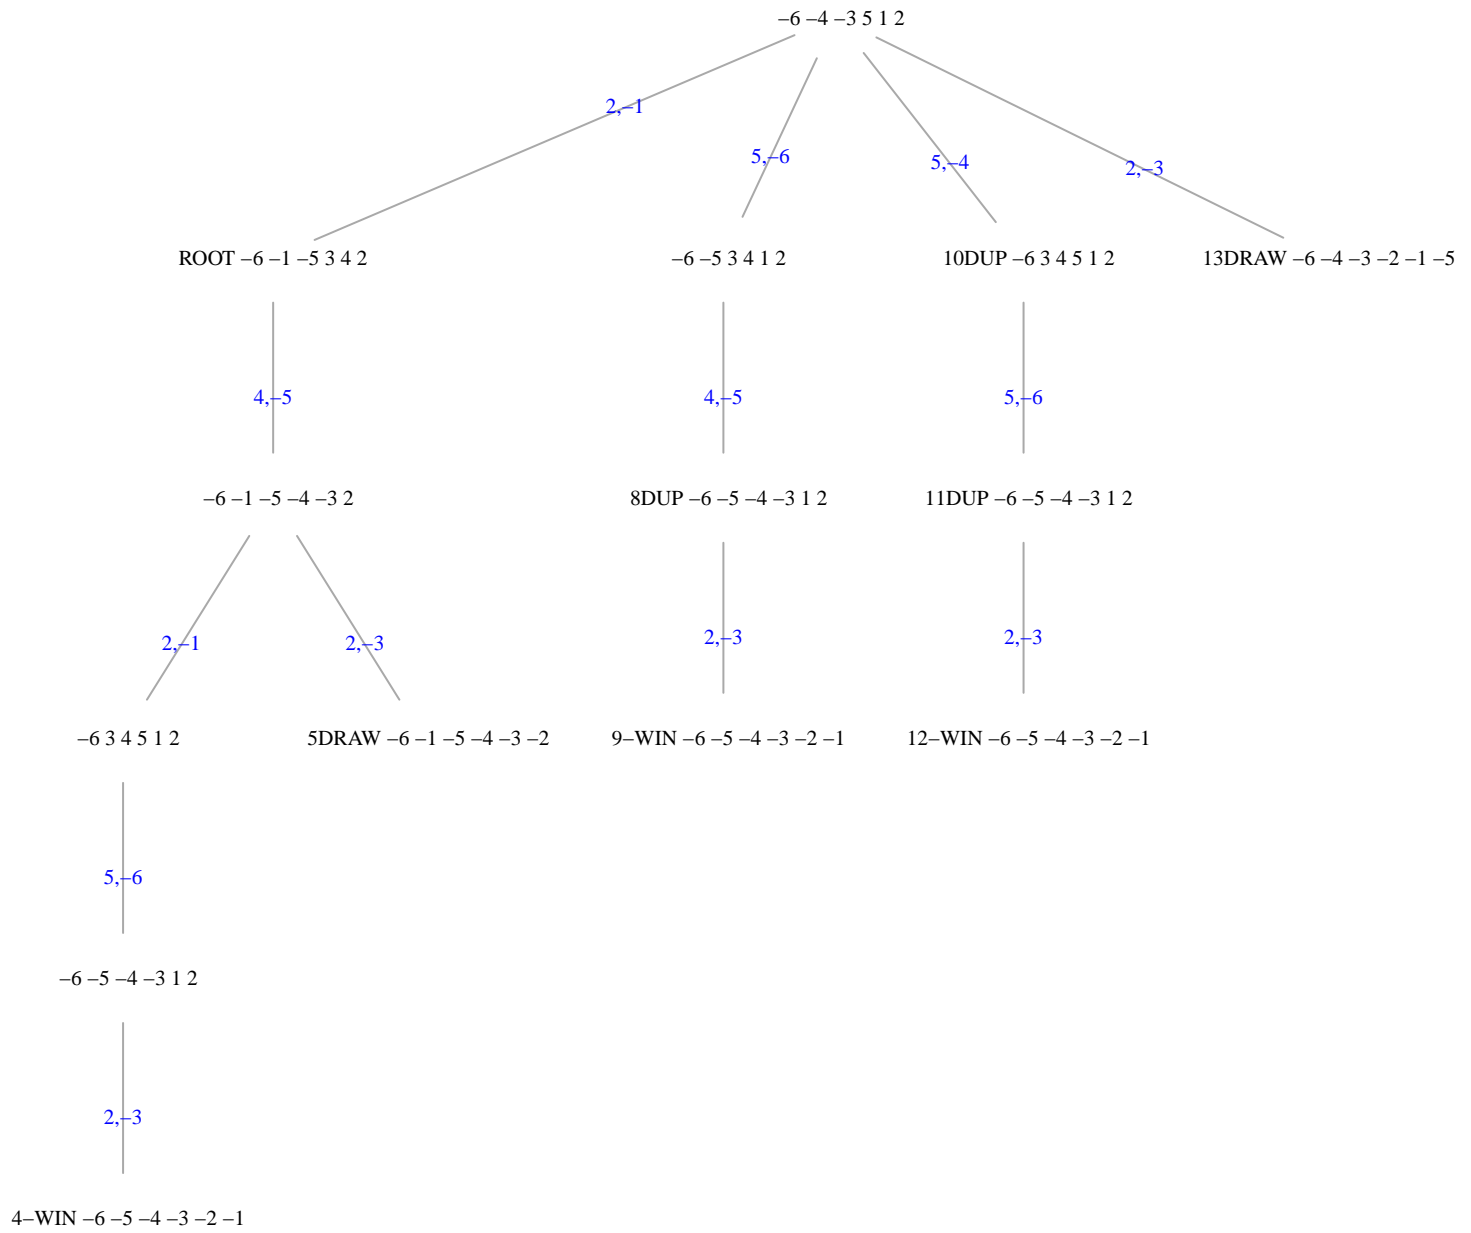 –6 –4 –3 5 1 2
2,–1
5,–6
5,–4
2,–3
ROOT –6 –1 –5 3 4 2
–6 –5 3 4 1 2
10DUP –6 3 4 5 1 2
13DRAW –6 –4 –3 –2 –1 –5
4,–5
4,–5
5,–6
–6 –1 –5 –4 –3 2
8DUP –6 –5 –4 –3 1 2
11DUP –6 –5 –4 –3 1 2
2,–1
2,–3
2,–3
2,–3
–6 3 4 5 1 2
5DRAW –6 –1 –5 –4 –3 –2
9–WIN –6 –5 –4 –3 –2 –1
12–WIN –6 –5 –4 –3 –2 –1
5,–6
–6 –5 –4 –3 1 2
2,–3
4–WIN –6 –5 –4 –3 –2 –1